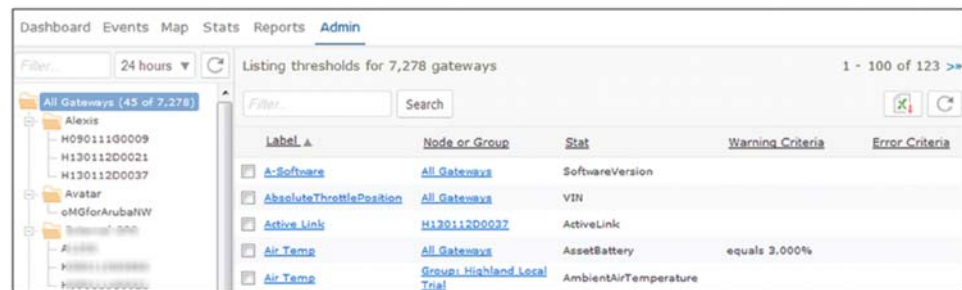 Dashboard Events Map Stats Reports Admin
Filter...
24 hours ▼
Listing thresholds for 7,278 gateways
1 - 100 of 123
All Gateways (45 of 7,278)
Alexis
H090111G0009
H130112D0021
H130112D0037
Avatar
oMGforArubaNW
Filter...
Search
Label ▲ Node or Group Stat Warning Criteria Error Criteria
A-Software All Gateways SoftwareVersion
AbsoluteThrottlePosition All Gateways VIN
Active Link H130112D0037 ActiveLink
Air Temp All Gateways AssetBattery equals 3.000%
Air Temp Group: Highland Local Trial AmbientAirTemperature